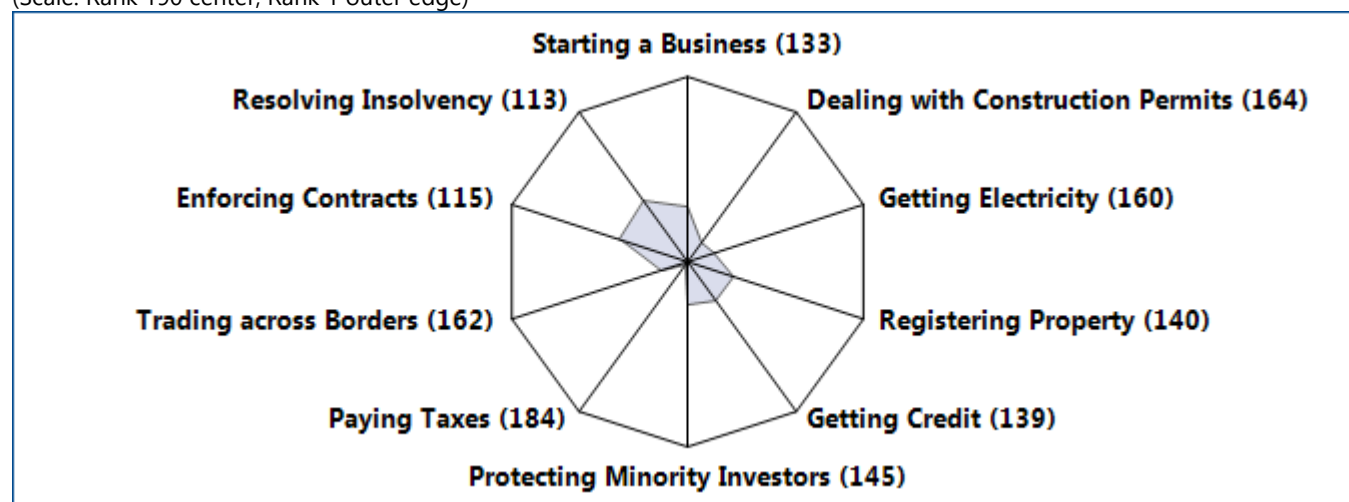 (Scale: Rank 190 center, Rank 1 outer edge)
Starting a Business (133)
Resolving Insolvency (113)
Dealing with Construction Permits (164)
Enforcing Contracts (115)
Getting Electricity (160)
Trading across Borders (162)
Registering Property (140)
Paying Taxes (184)
Getting Credit (139)
Protecting Minority Investors (145)